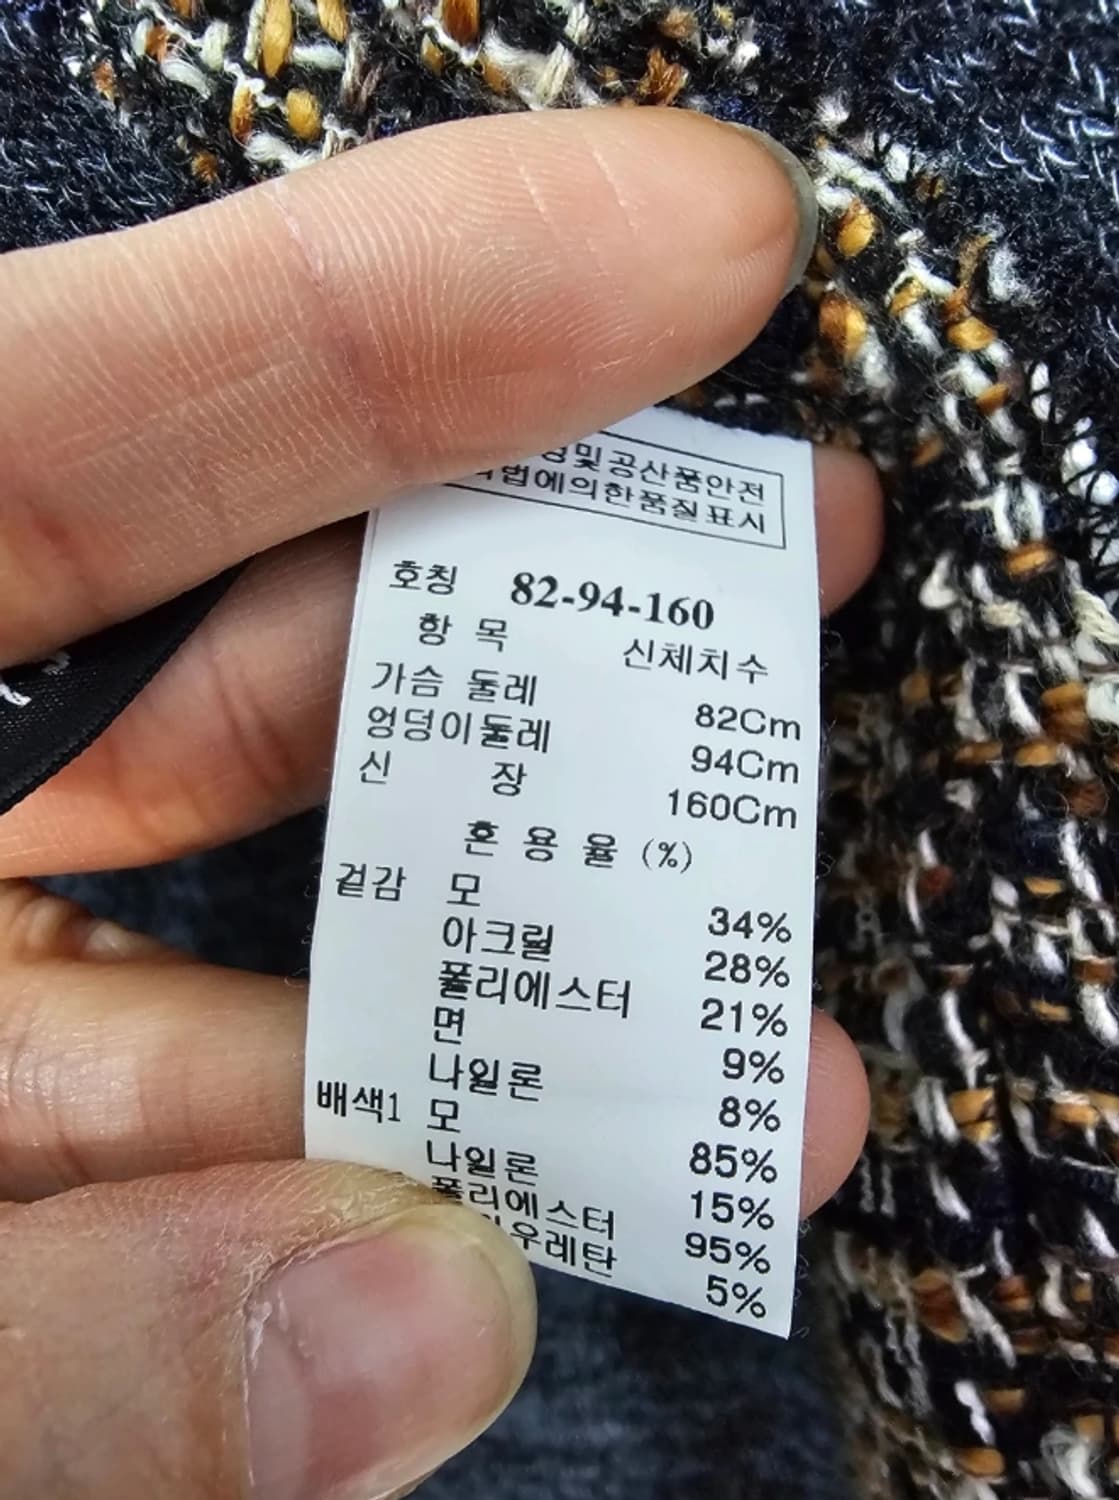 및공산품안전
법에의한품질표시
호칭 82-94-160
항 목 신체치수
가슴 둘레 82Cm
엉덩이둘레 94Cm
신 장 160Cm
혼 용 율 (%)
겉감 모 34%
아크릴 28%
폴리에스터 21%
면 9%
나일론 8%
배색1 모 85%
나일론 15%
폴리에스터 95%
우레탄 5%